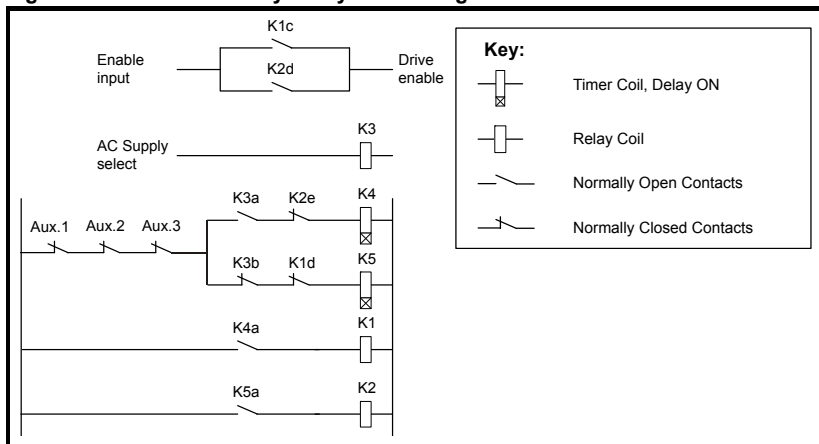 K1c
Enable
input
Drive
enable
K2d
AC Supply
select
K3
Aux.1 Aux.2 Aux.3
K3a K2e K4
K3b K1d K5
K4a K1
K5a K2
Key:
Timer Coil, Delay ON
Relay Coil
Normally Open Contacts
Normally Closed Contacts